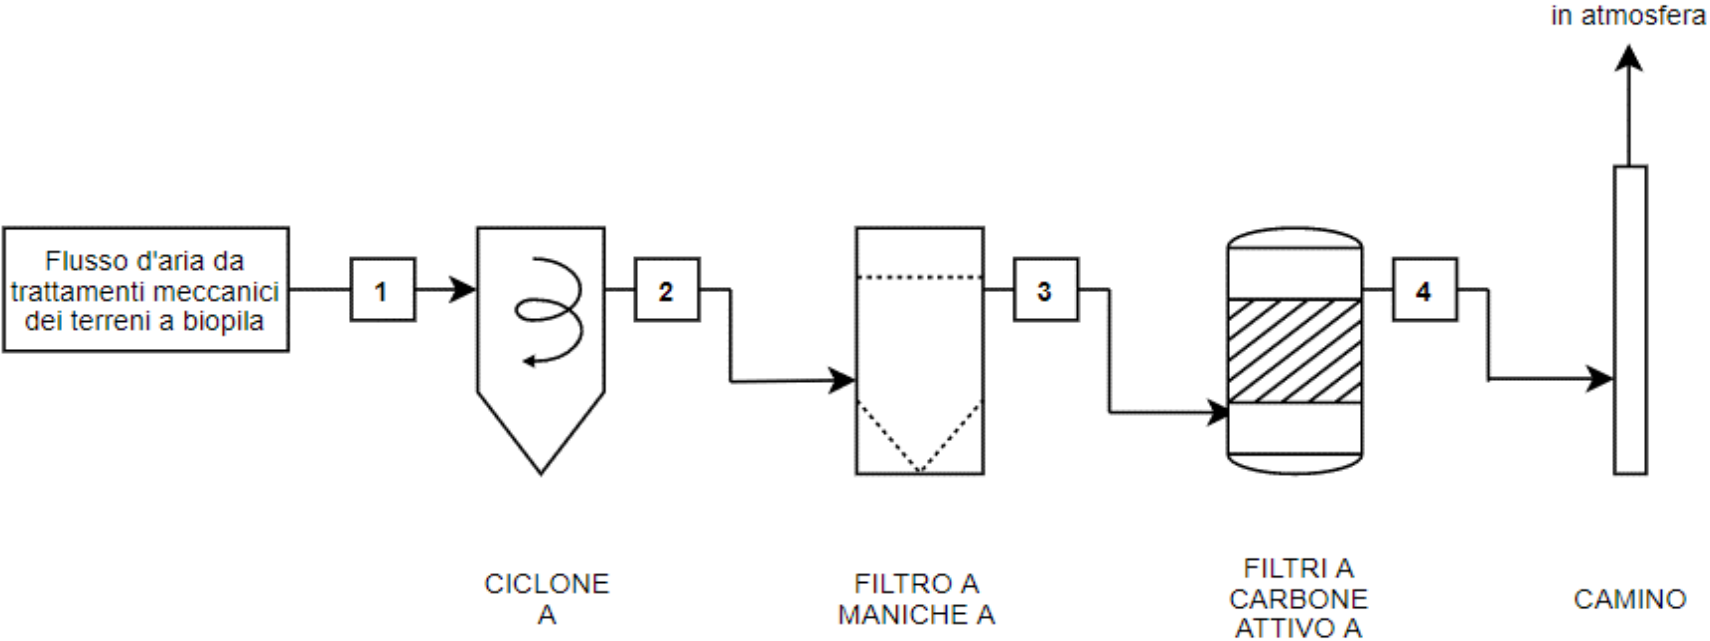 in atmosfera
Flusso d'aria da
trattamenti meccanici
dei terreni a biopila
1
2
3
4
CICLONE
A
FILTRO A
MANICHE A
FILTRI A
CARBONE
ATTIVO A
CAMINO